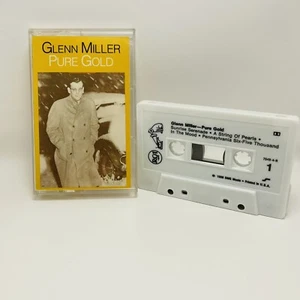 GLENN MILLER
PURE GOLD
Glenn Miller—Pure Gold
Sunrise Serenade • A String Of Pearls •
In The Mood • Pennsylvania Six-Five Thousand
1